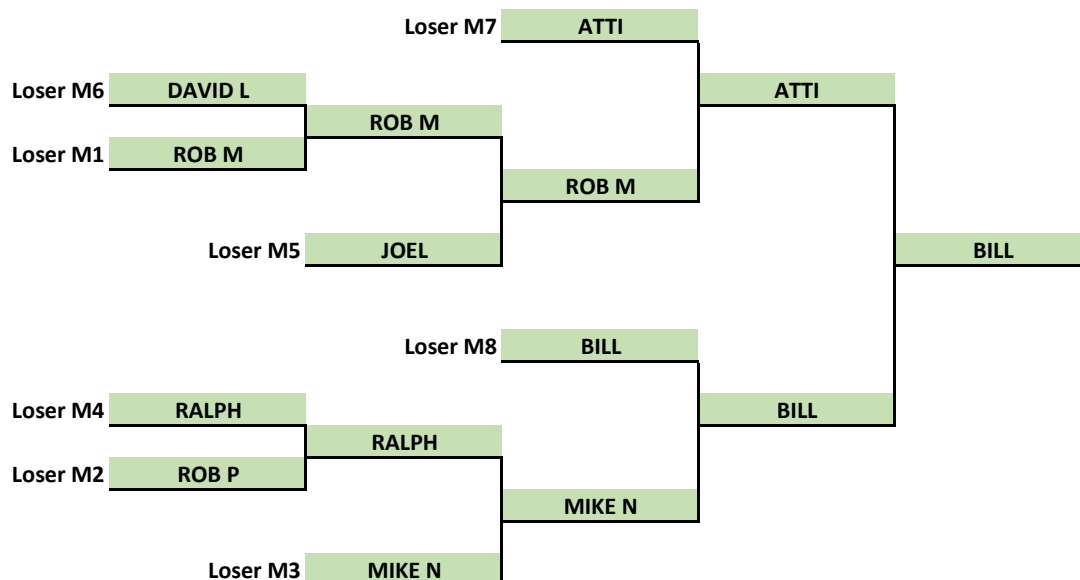 Loser M7 ATTI
Loser M6 DAVID L ATTI
ROB M
Loser M1 ROB M
ROB M
Loser M5 JOEL BILL
Loser M8 BILL
Loser M4 RALPH BILL
RALPH
Loser M2 ROB P
MIKE N
Loser M3 MIKE N